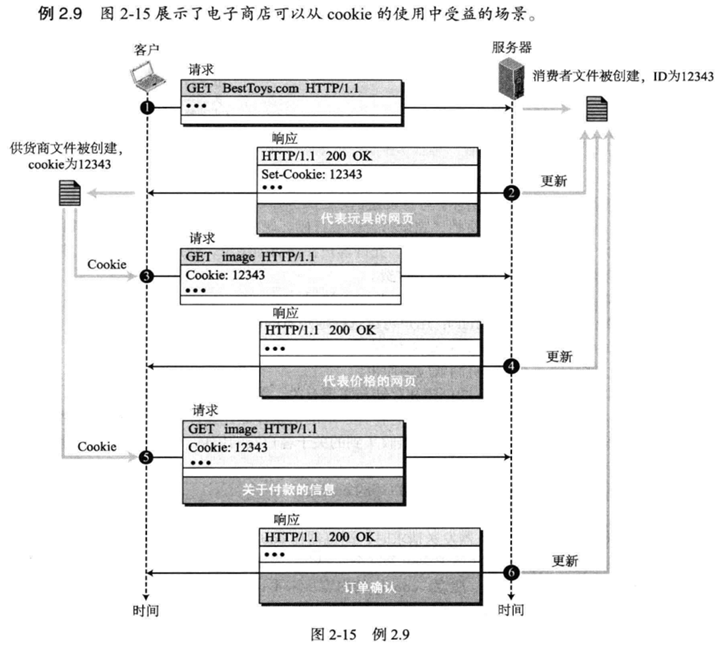 例 2.9 图 2-15 展示了电子商店可以从 cookie 的使用中受益的场景。
客户
服务器
请求
消费者文件被创建，ID为12343
GET BestToys.com HTTP/1.1
●●●
1
供货商文件被创建，
cookie为12343
响应
HTTP/1.1 200 OK
Set-Cookie: 12343
●●●
代表玩具的网页
2
更新
请求
GET image HTTP/1.1
Cookie
3
Cookie: 12343
●●●
响应
HTTP/1.1 200 OK
●●●
代表价格的网页
4
更新
请求
GET image HTTP/1.1
Cookie
5
Cookie: 12343
●●●
关于付款的信息
响应
HTTP/1.1 200 OK
●●●
订单确认
6
更新
时间
时间
图 2-15 例 2.9